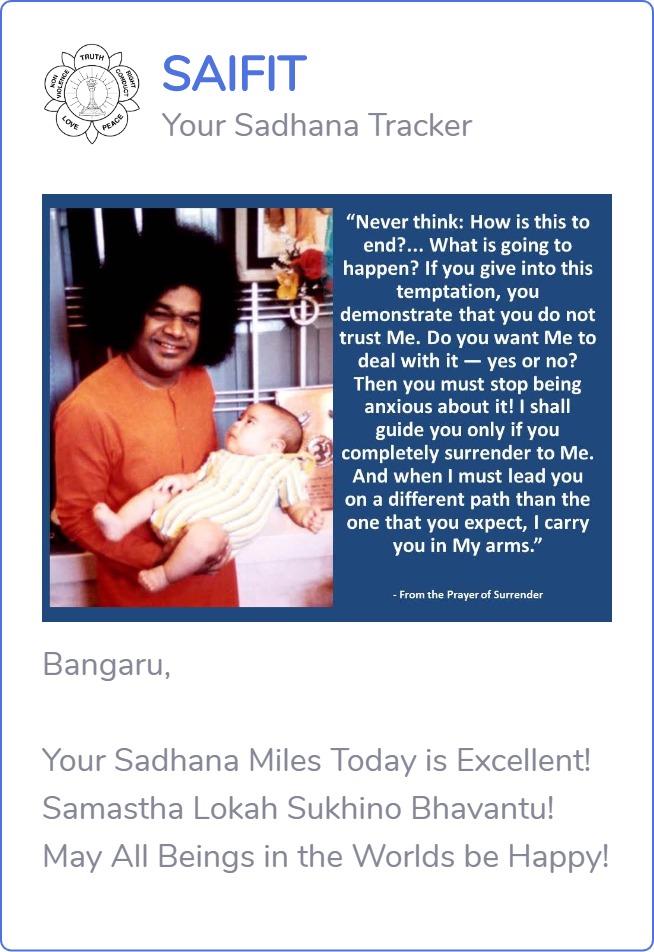 TRUTH
RIGHT
CONDUCT
PEACE
LOVE
NON
VIOLENCE
SAIFIT
Your Sadhana Tracker
“Never think: How is this to
end?... What is going to
happen? If you give into this
temptation, you
demonstrate that you do not
trust Me. Do you want Me to
deal with it — yes or no?
Then you must stop being
anxious about it! I shall
guide you only if you
completely surrender to Me.
And when I must lead you
on a different path than the
one that you expect, I carry
you in My arms.”
- From the Prayer of Surrender
Bangaru,
Your Sadhana Miles Today is Excellent!
Samastha Lokah Sukhino Bhavantu!
May All Beings in the Worlds be Happy!